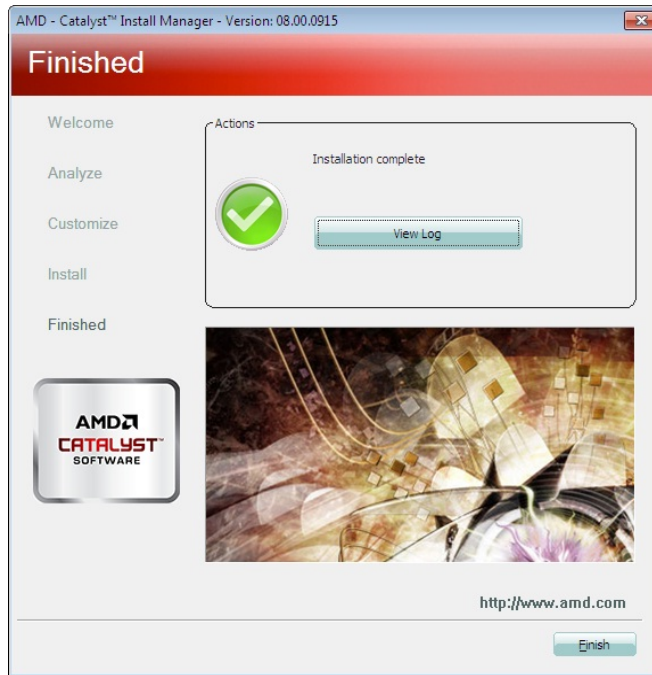 AMD - Catalyst™ Install Manager - Version: 08.00.0915
Finished
Welcome
Analyze
Customize
Install
Finished
Actions
Installation complete
View Log
AMD
CATALYST™
SOFTWARE
http://www.amd.com
Finish